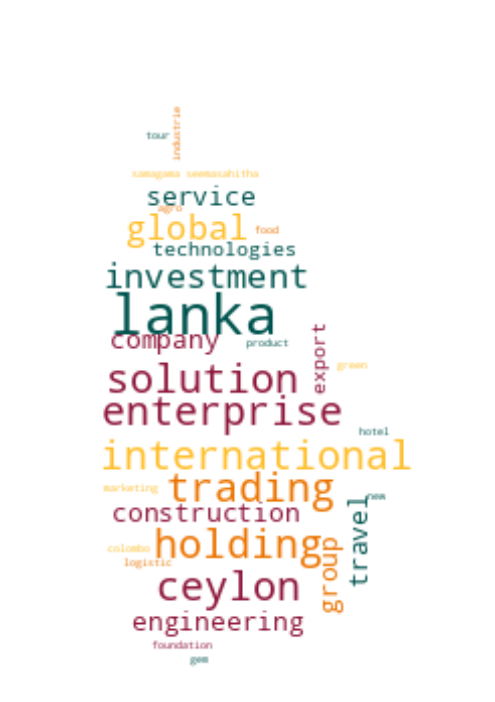 industrie
tour
samagama seemasahitha
service
agro
global
food
technologies
investment
lanka
company
product
export
green
solution
enterprise
hotel
international
trading
marketing
new
construction
travel
holding
colombo
group
logistic
ceylon
engineering
foundation
gem